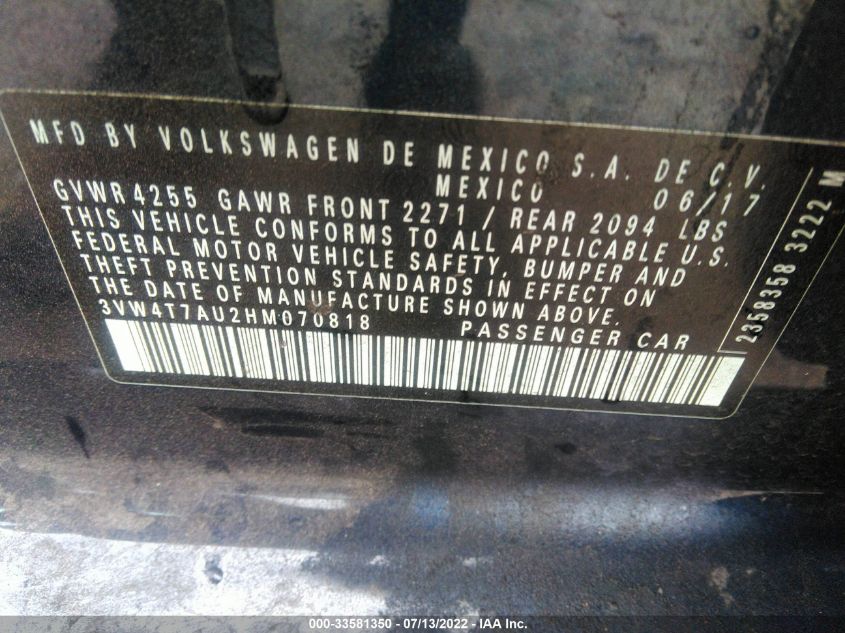 MFD BY VOLKSWAGEN DE MEXICO S.A. DE C.V.
MEXICO 06/17
GVWR 4255 GAWR FRONT 2271 / REAR 2094 LBS
THIS VEHICLE CONFORMS TO ALL APPLICABLE U.S.
FEDERAL MOTOR VEHICLE SAFETY, BUMPER AND
THEFT PREVENTION STANDARDS IN EFFECT ON
THE DATE OF MANUFACTURE SHOWN ABOVE.
3VW4T7AU2HM070818 PASSENGER CAR
2358358 3222 M
000-33581350 - 07/13/2022 - IAA Inc.